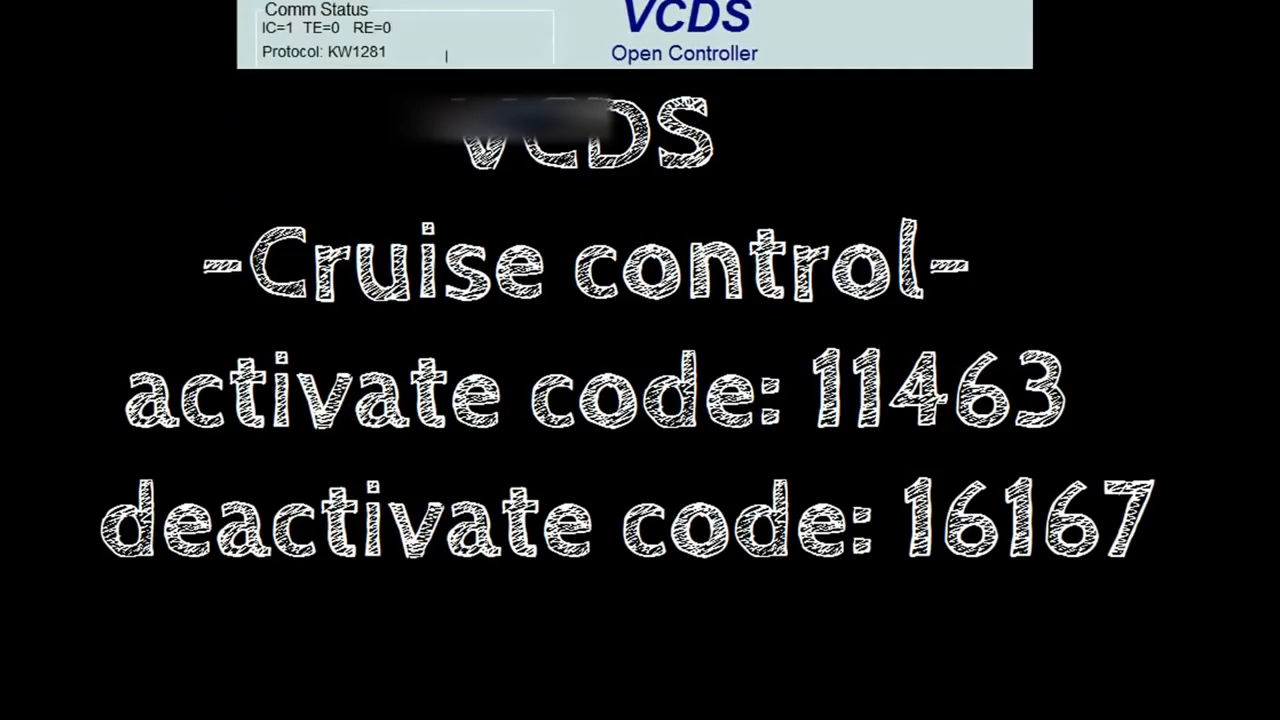 Comm Status
VCDS
IC=1 TE=0 RE=0
Protocol: KW1281
Open Controller
VCDS
-Cruise control-
activate code: 11463
deactivate code: 16167